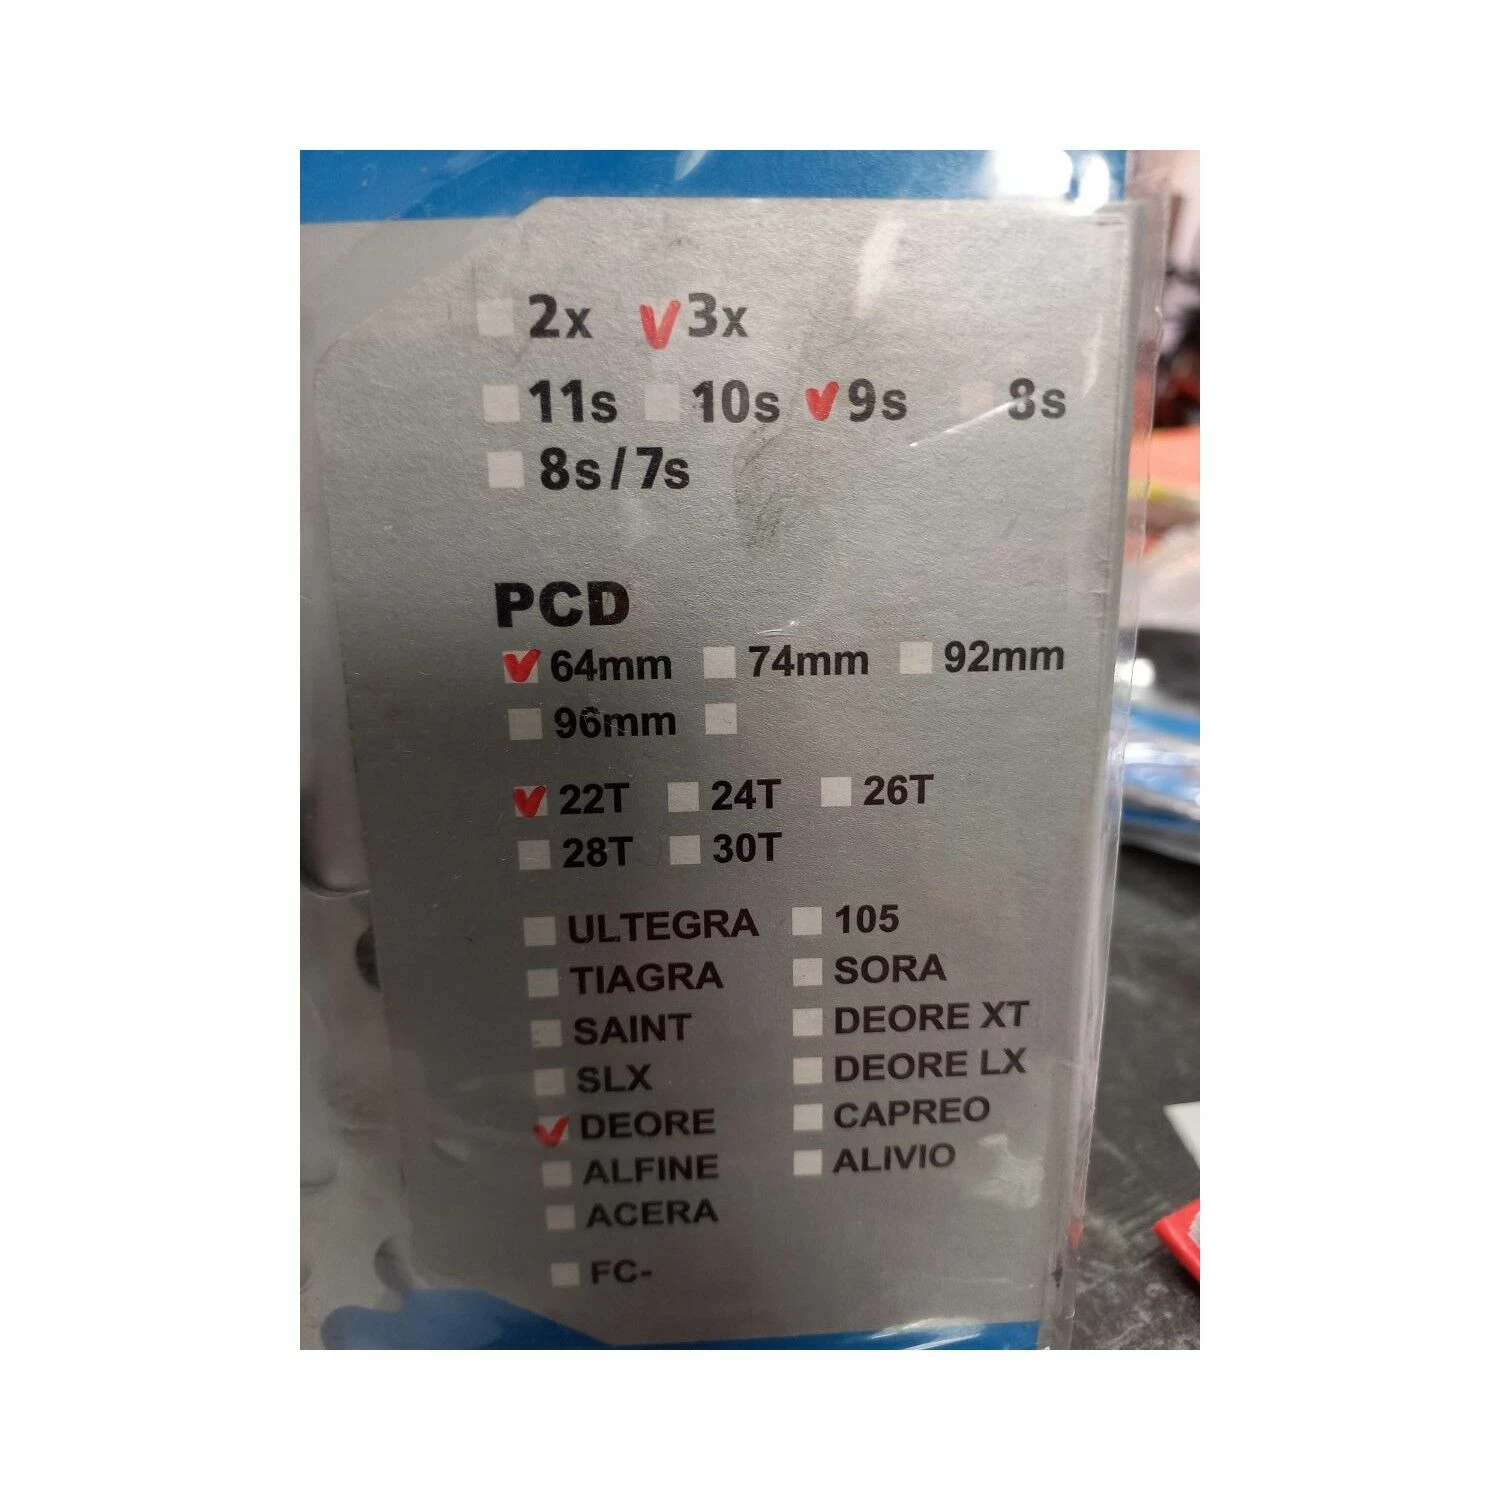 2x 3x
11s 10s 9s 8s
8s/7s
PCD
64mm 74mm 92mm
96mm
22T 24T 26T
28T 30T
ULTEGRA 105
TIAGRA SORA
SAINT DEORE XT
SLX DEORE LX
DEORE CAPREO
ALFINE ALIVIO
ACERA
FC-